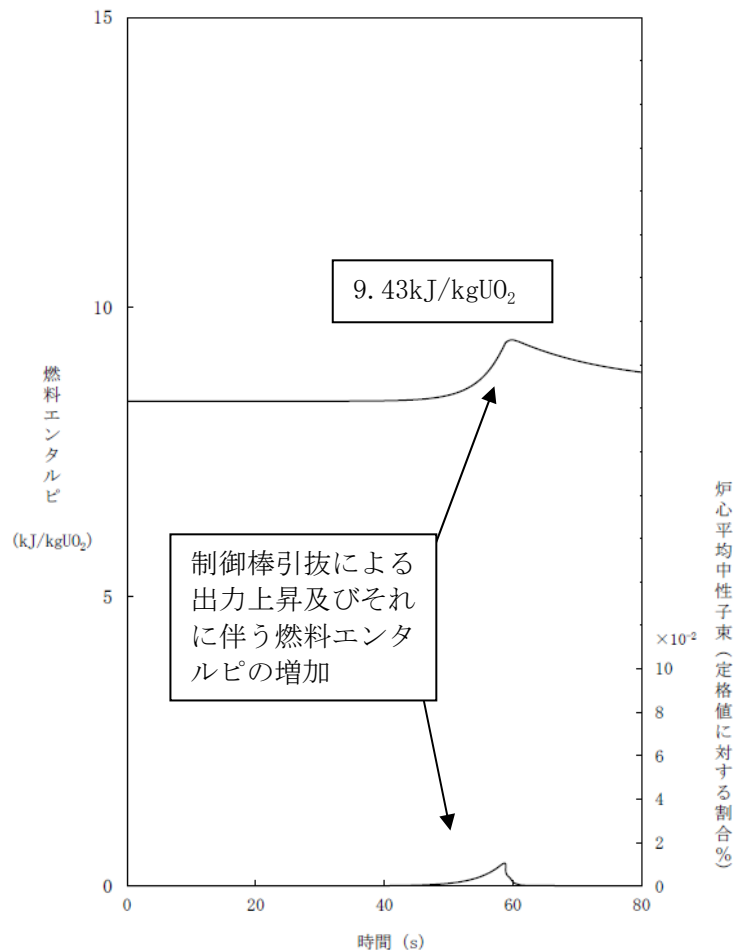 15
10
5
0
燃料エンタルピ
(kJ/kgUO₂)
9.43kJ/kgUO₂
制御棒引抜による
出力上昇及びそれ
に伴う燃料エンタ
ルピの増加
×10⁻²
10
8
6
4
2
0
炉心平均中性子束(定格値に対する割合%)
0
20
40
60
80
時間 (s)